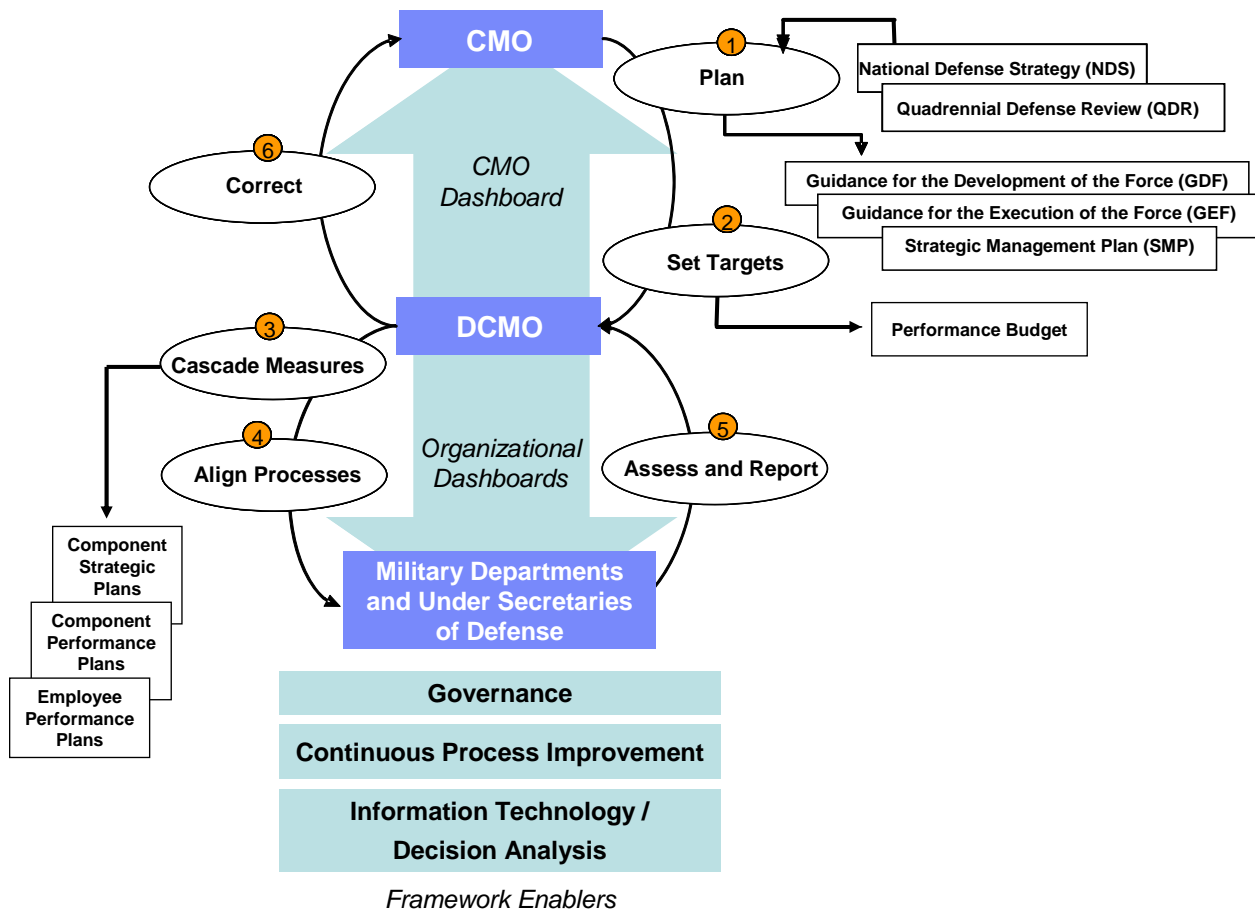 CMO
1
Plan
National Defense Strategy (NDS)
Quadrennial Defense Review (QDR)
6
Correct
CMO
Dashboard
Guidance for the Development of the Force (GDF)
Guidance for the Execution of the Force (GEF)
Strategic Management Plan (SMP)
2
Set Targets
DCMO
Performance Budget
3
Cascade Measures
4
Align Processes
Organizational
Dashboards
5
Assess and Report
Component
Strategic
Plans
Component
Performance
Plans
Employee
Performance
Plans
Military Departments
and Under Secretaries
of Defense
Governance
Continuous Process Improvement
Information Technology /
Decision Analysis
Framework Enablers